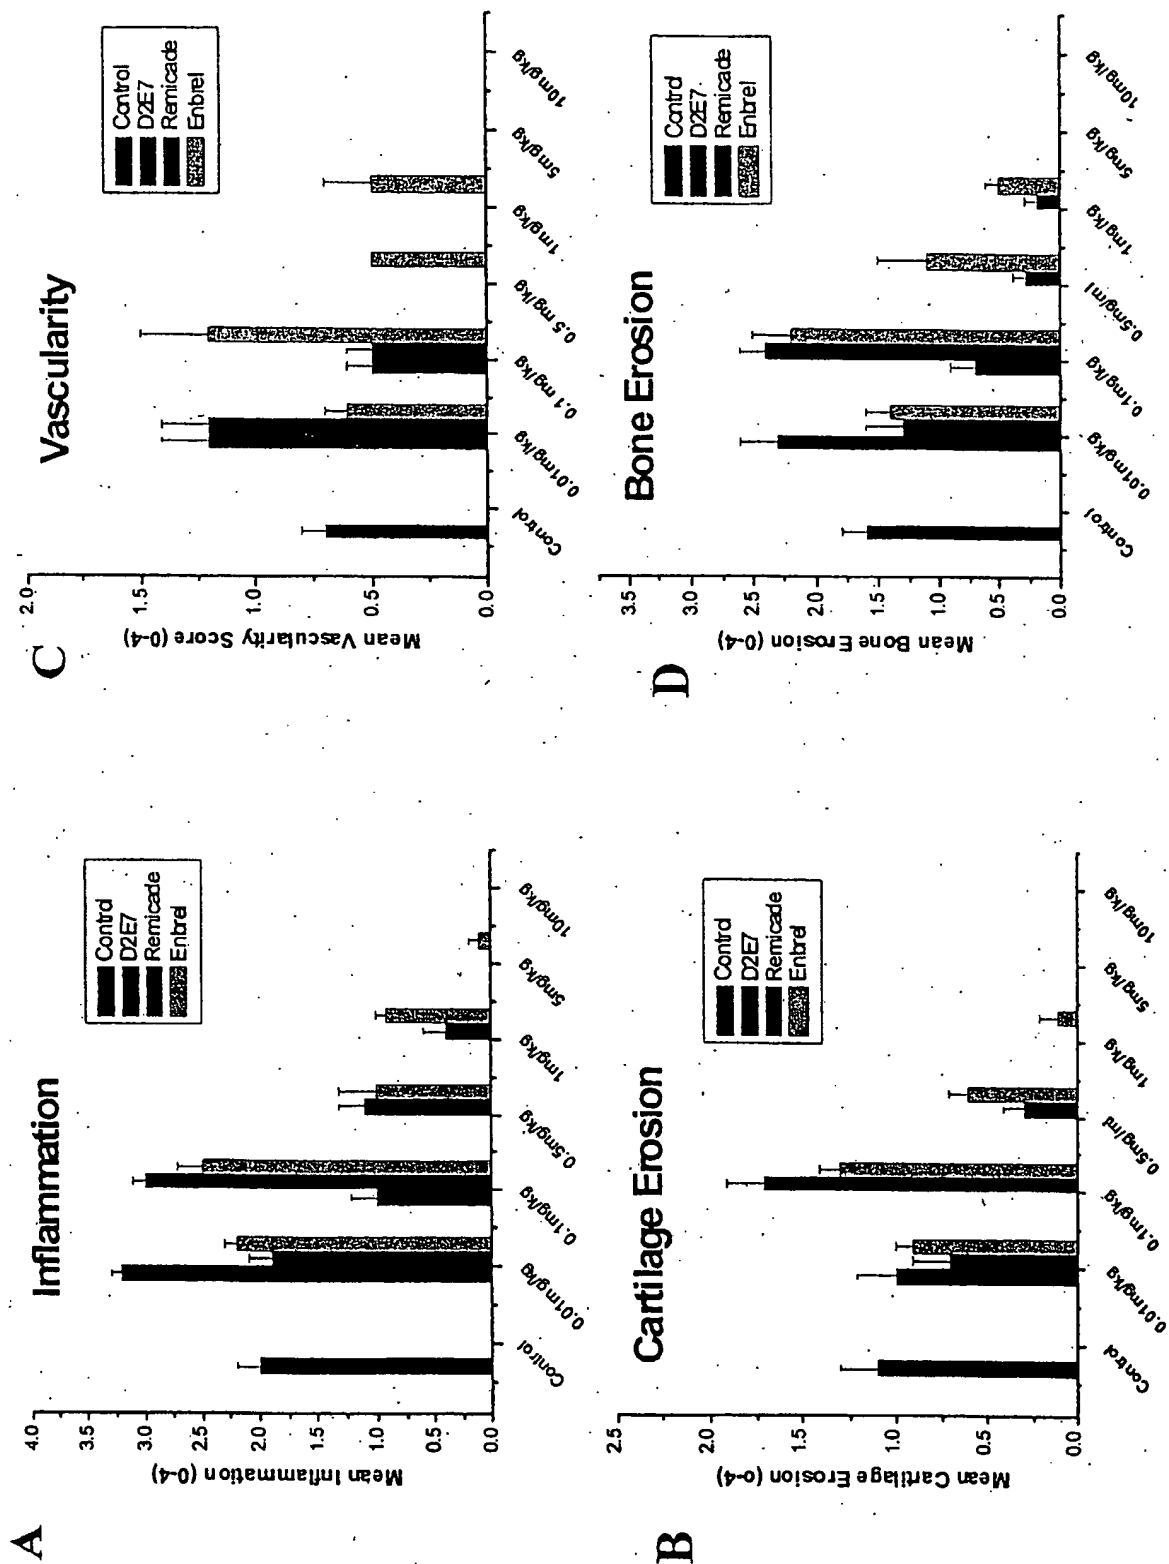 A
Inflammation
Mean Inflammation (0-4)
4.0
3.5
3.0
2.5
2.0
1.5
1.0
0.5
0.0
Control
D2E7
Remicade
Enbrel
Control
0.01mg/kg
0.1mg/kg
0.5mg/kg
1mg/kg
5mg/kg
10mg/kg
C
Vascularity
Mean Vascularity Score (0-4)
2.0
1.5
1.0
0.5
0.0
Control
D2E7
Remicade
Enbrel
Control
0.01mg/kg
0.1 mg/kg
0.5 mg/kg
1mg/kg
5mg/kg
10mg/kg
B
Cartilage Erosion
Mean Cartilage Erosion (o-4)
2.5
2.0
1.5
1.0
0.5
0.0
Control
D2E7
Remicade
Enbrel
Control
0.01mg/kg
0.1mg/kg
0.5mg/ml
1mg/kg
5mg/kg
10mg/kg
D
Bone Erosion
Mean Bone Erosion (0-4)
3.5
3.0
2.5
2.0
1.5
1.0
0.5
0.0
Control
D2E7
Remicade
Enbrel
Control
0.01mg/kg
0.1mg/kg
0.5mg/ml
1mg/kg
5mg/kg
10mg/kg